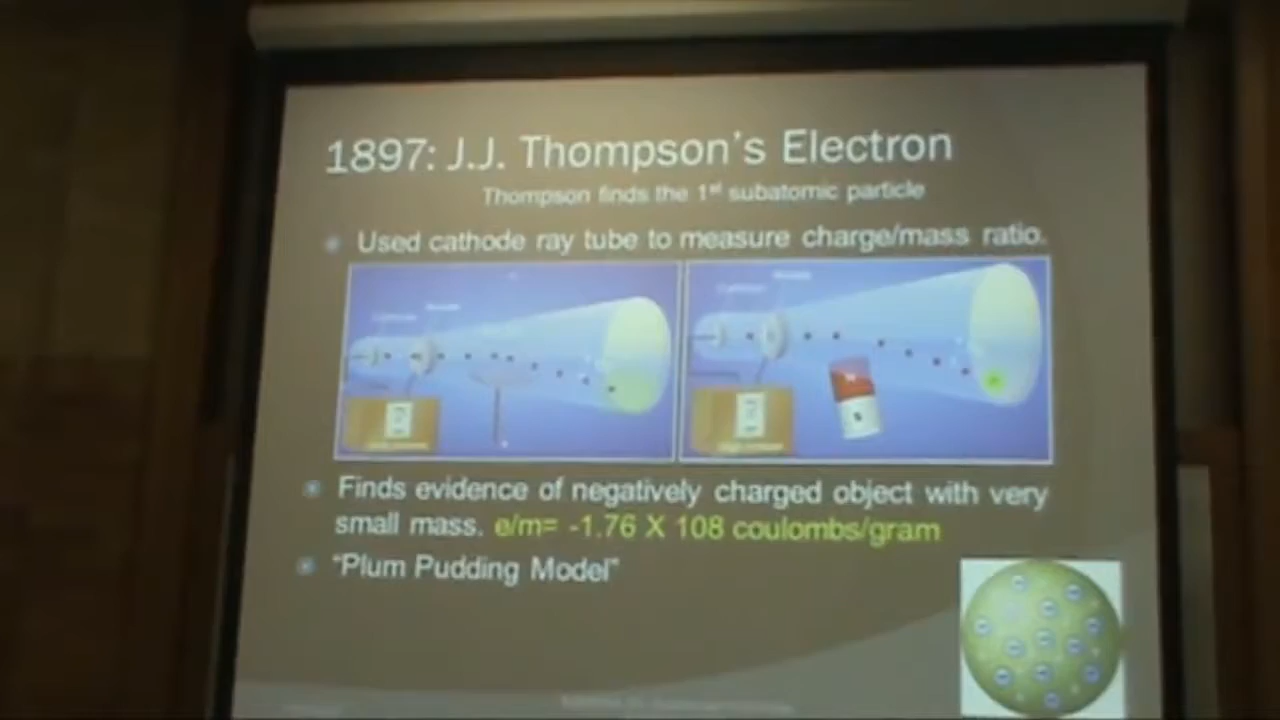 1897: J.J. Thompson's Electron
Thompson finds the 1st subatomic particle
Used cathode ray tube to measure charge/mass ratio.
Finds evidence of negatively charged object with very
small mass. e/m= -1.76 X 108 coulombs/gram
"Plum Pudding Model"